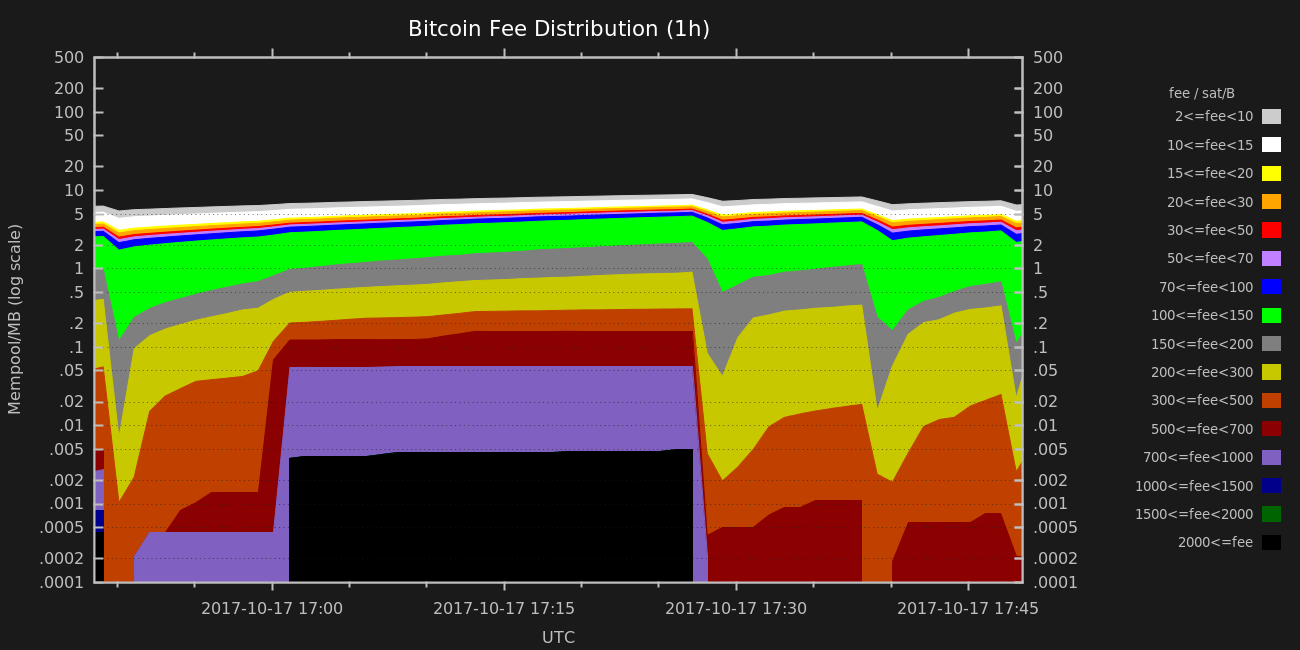 Bitcoin Fee Distribution (1h)
Mempool/MB (log scale)
500
200
100
50
20
10
5
2
1
.5
.2
.1
.05
.02
.01
.005
.002
.001
.0005
.0002
.0001
500
200
100
50
20
10
5
2
1
.5
.2
.1
.05
.02
.01
.005
.002
.001
.0005
.0002
.0001
2017-10-17 17:00 2017-10-17 17:15 2017-10-17 17:30 2017-10-17 17:45
UTC
fee / sat/B
2<=fee<10
10<=fee<15
15<=fee<20
20<=fee<30
30<=fee<50
50<=fee<70
70<=fee<100
100<=fee<150
150<=fee<200
200<=fee<300
300<=fee<500
500<=fee<700
700<=fee<1000
1000<=fee<1500
1500<=fee<2000
2000<=fee